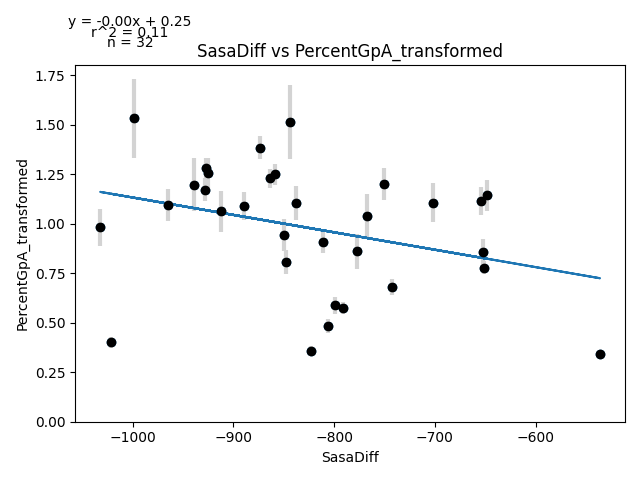 y = -0.00x + 0.25
r^2 = 0.11
n = 32
SasaDiff vs PercentGpA_transformed
1.75
1.50
1.25
1.00
0.75
0.50
0.25
0.00
PercentGpA_transformed
−1000 −900 −800 −700 −600
SasaDiff